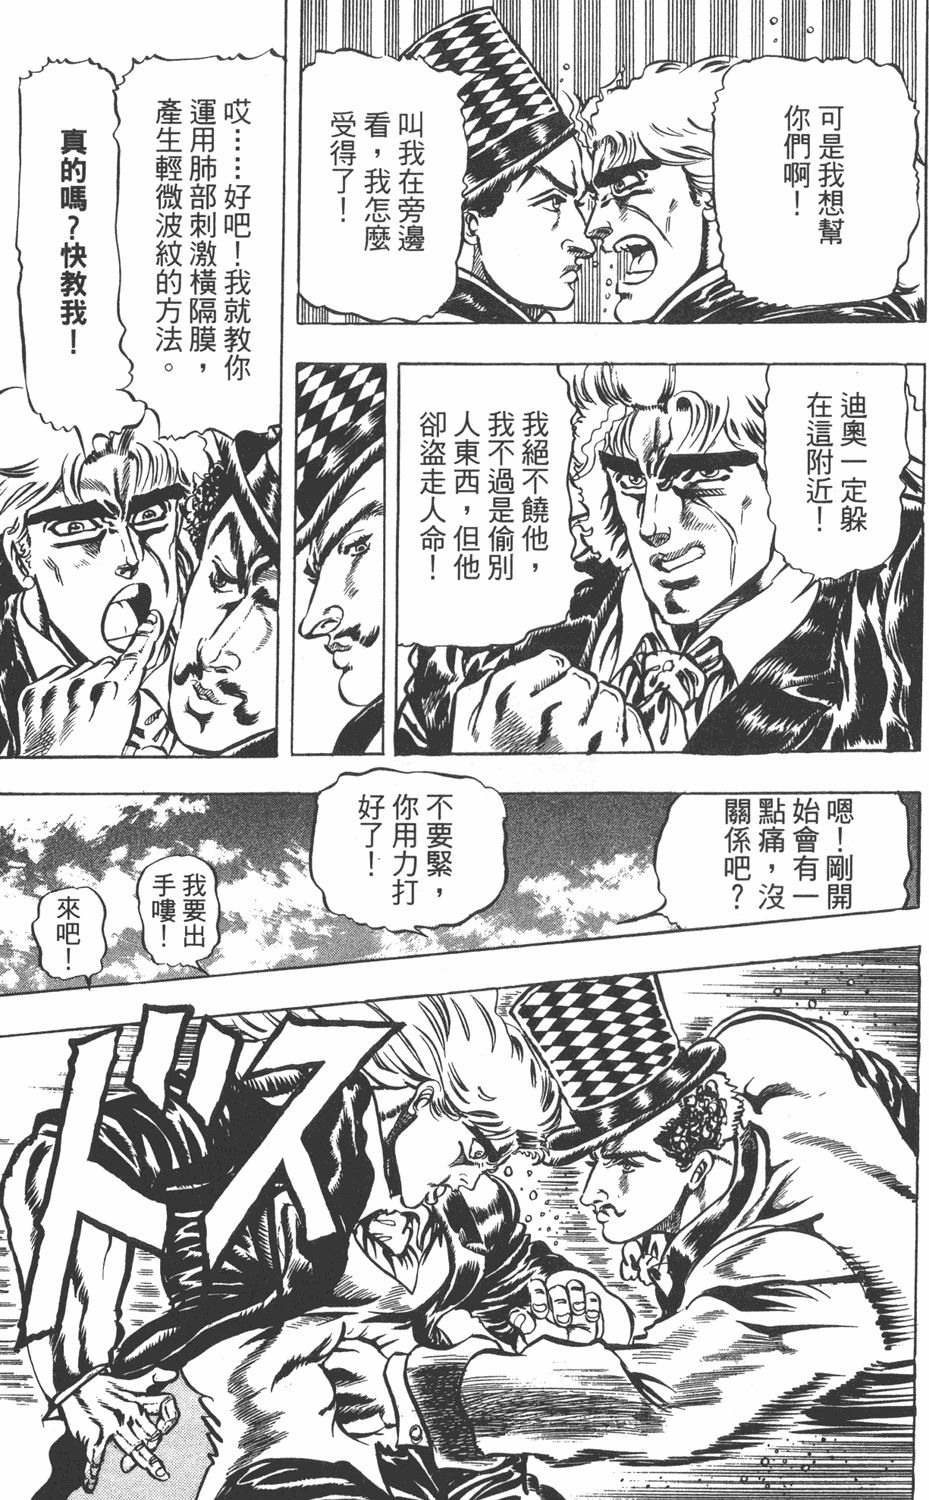 可是我想幫
你們啊！
叫我在旁邊
看，我怎麼
受得了！
迪奧一定躲
在這附近！
我絕不饒他，
我不過是偷別
人東西，但他
卻盜走人命！
哎……好吧！我就教你
運用肺部刺激橫隔膜，
產生輕微波紋的方法。
真的嗎？快教我！
嗯！剛開
始會有一
點痛，沒
關係吧？
不要緊，
你用力打
好了！
我要出
手嘍！
來吧！
ドス